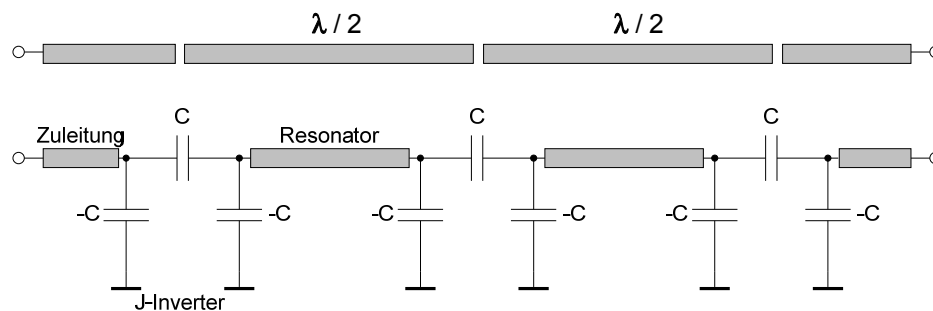 λ / 2 λ / 2
C C C
Zuleitung Resonator
-C -C -C -C -C -C
J-Inverter